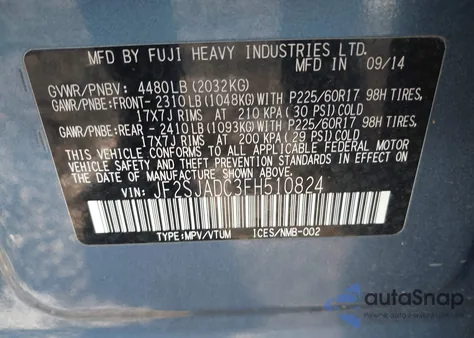 MFD BY FUJI HEAVY INDUSTRIES LTD.
MFD IN 09/14
GVWR/PNBV: 4480LB (2032KG)
GAWR/PNBE: FRONT- 2310LB (1048KG) WITH P225/60R17 98H TIRES,
17X7J RIMS AT 210 KPA (30 PSI) COLD
GAWR/PNBE: REAR - 2410LB (1093KG) WITH P225/60R17 98H TIRES,
17X7J RIMS AT 200 KPA (29 PSI) COLD
THIS VEHICLE CONFORMS TO ALL APPLICABLE FEDERAL MOTOR
VEHICLE SAFETY AND THEFT PREVENTION STANDARDS IN EFFECT
ON THE DATE OF MANUFACTURE SHOWN ABOVE.
VIN: JF2SJADC3FH510824
TYPE:MPV/VTUM ICES/NMB-002
autoSnap